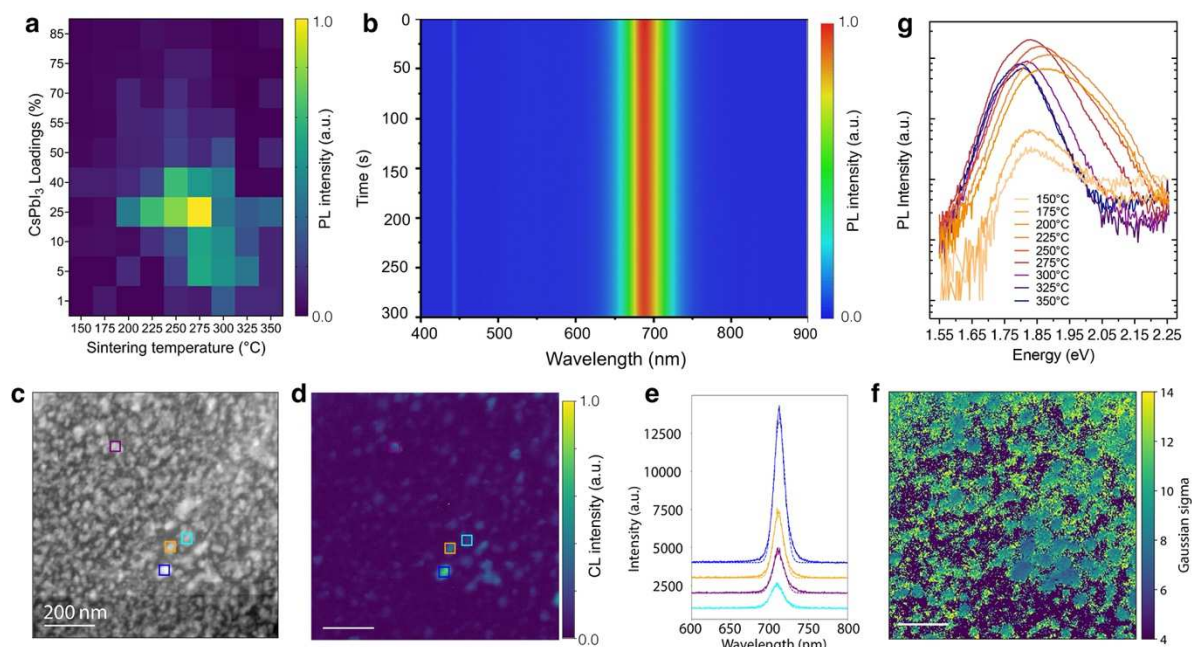 a
85
75
65
55
50
40
25
10
5
1
CsPbI3 Loadings (%)
150 175 200 225 250 275 300 325 350
Sintering temperature (°C)
1.0
PL intensity (a.u.)
0.0
b
0
50
100
150
200
250
300
Time (s)
400 500 600 700 800 900
Wavelength (nm)
1.0
PL intensity (a.u.)
0.0
g
PL Intensity (a.u.)
150°C
175°C
200°C
225°C
250°C
275°C
300°C
325°C
350°C
1.55 1.65 1.75 1.85 1.95 2.05 2.15 2.25
Energy (eV)
c
200 nm
d
1.0
CL intensity (a.u.)
0.0
e
12500
10000
7500
5000
2500
Intensity (a.u.)
600 700 800
Wavelength (nm)
f
14
12
10
8
6
4
Gaussian sigma